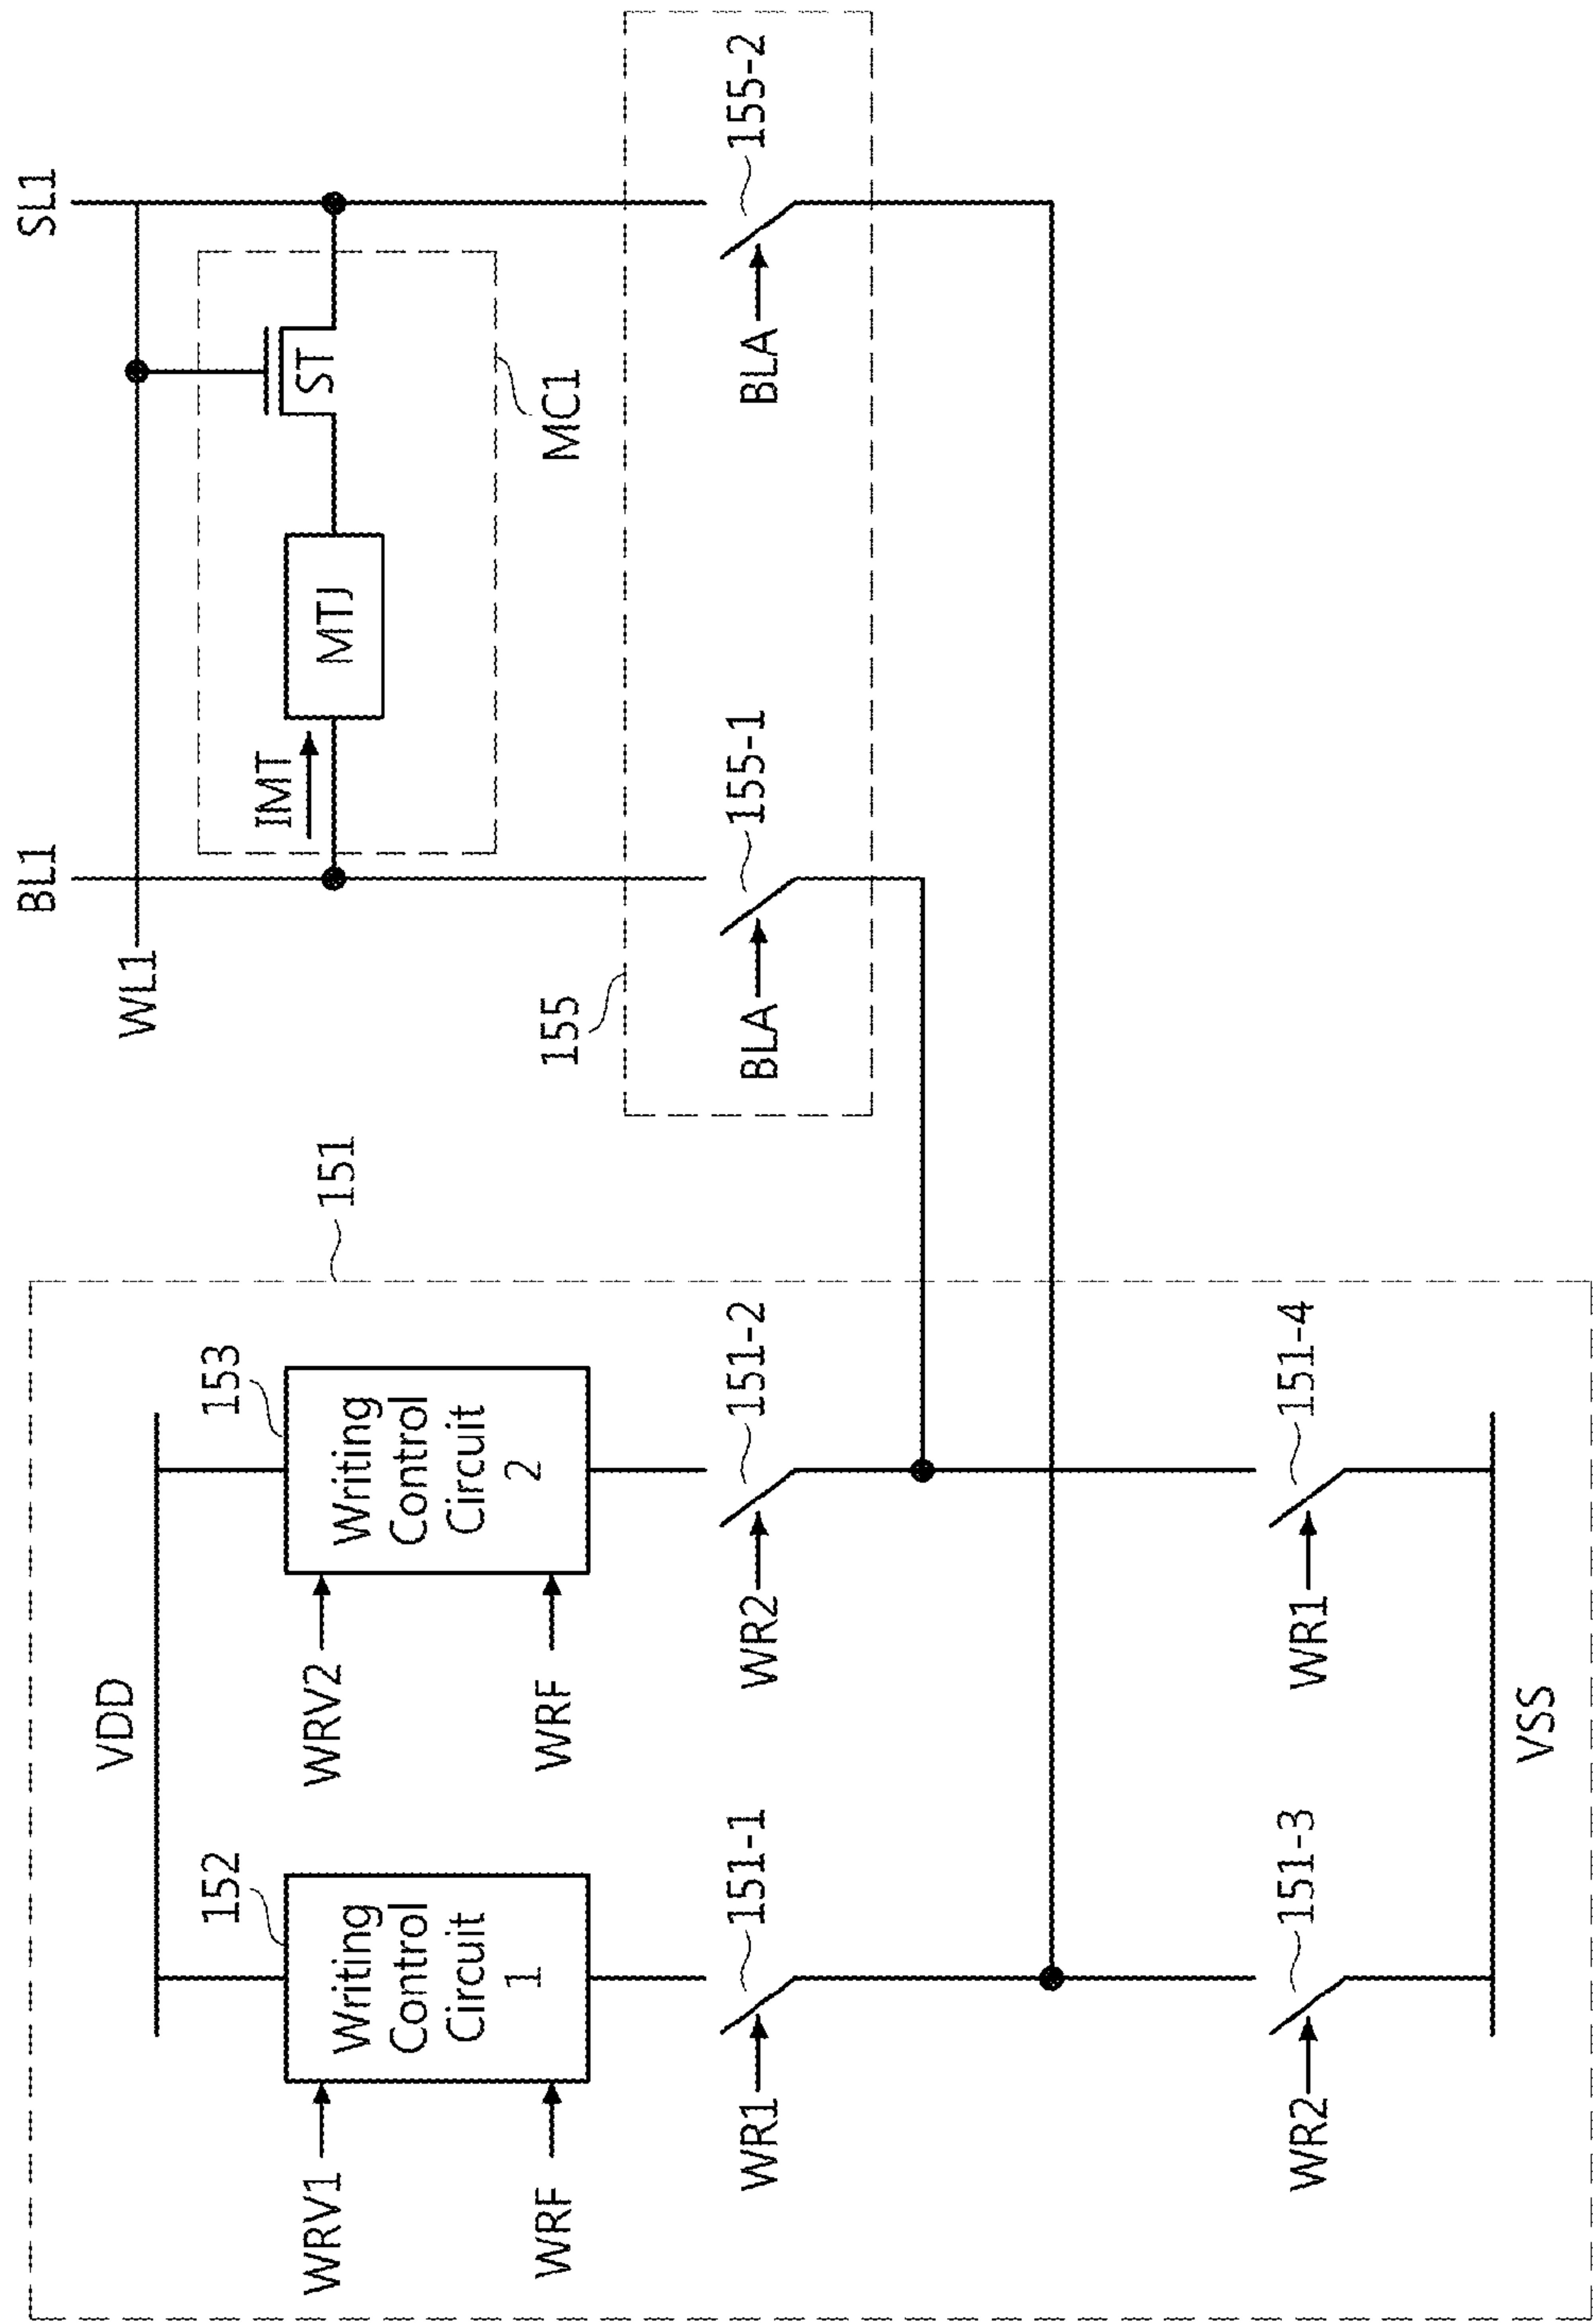 151
VDD
152
WRV1
WRF
Writing
Control
Circuit
1
153
WRV2
WRF
Writing
Control
Circuit
2
WR1
151-1
WR2
151-2
WR2
151-3
WR1
151-4
VSS
BL1
SL1
WL1
IMT
MTJ
ST
MC1
155
BLA
155-1
BLA
155-2